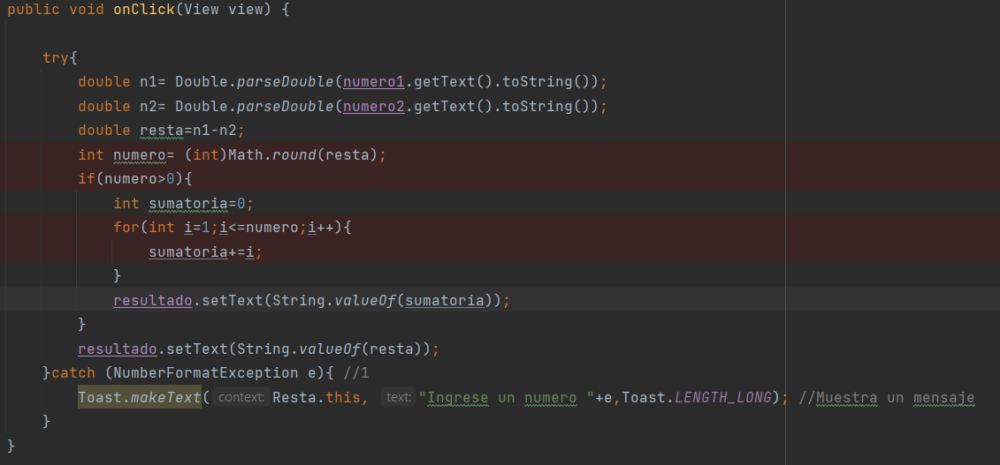 public void onClick(View view) {
try{
double n1= Double.parseDouble(numero1.getText().toString());
double n2= Double.parseDouble(numero2.getText().toString());
double resta=n1-n2;
int numero= (int)Math.round(resta);
if(numero>0){
int sumatoria=0;
for(int i=1;i<=numero;i++){
sumatoria+=i;
}
resultado.setText(String.valueOf(sumatoria));
}
resultado.setText(String.valueOf(resta));
}catch (NumberFormatException e){ //1
Toast.makeText( context: Resta.this, text: "Ingrese un numero "+e,Toast.LENGTH_LONG); //Muestra un mensaje
}
}